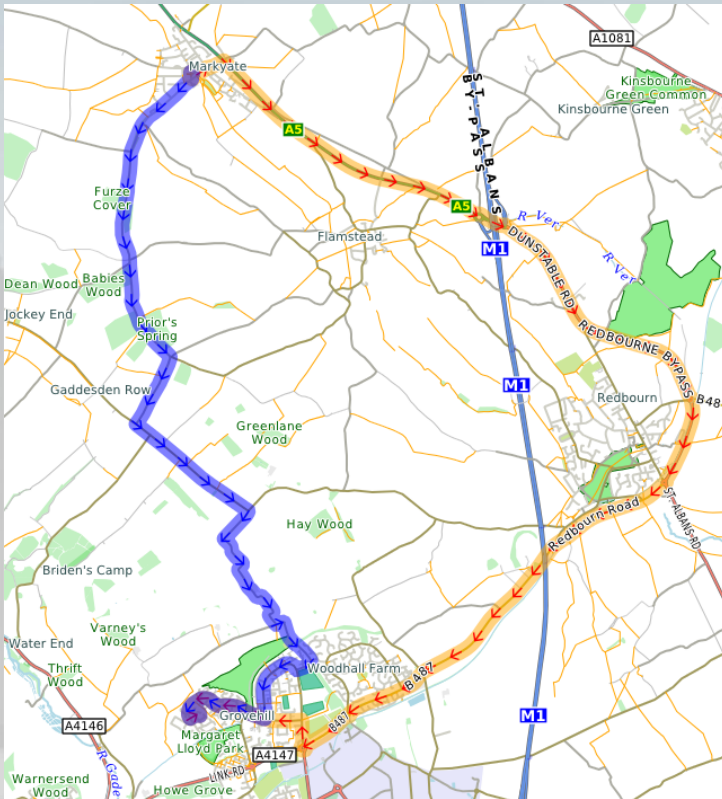 A1081
Kinsbourne
Green Common
Kinsbourne Green
Markyate
ST. ALBANS
BY-PASS
A5
Furze
Cover
A5
R Ver
Flamstead
M1
DUNSTABLE RD
R Ver
Dean Wood
Babies
Wood
Jockey End
Prior's
Spring
REDBOURNE BYPASS
M1
Gaddesden Row
Redbourn
B48
Greenlane
Wood
Hay Wood
Redbourn Road
ST. ALBANS RD
Briden's Camp
Varney's
Wood
Water End
Thrift
Wood
Woodhall Farm
B487
M1
Grovehill
B487
A4146
Margaret
Lloyd Park
A4147
LINK RD
R Gade
Warnersend
Wood
Howe Grove